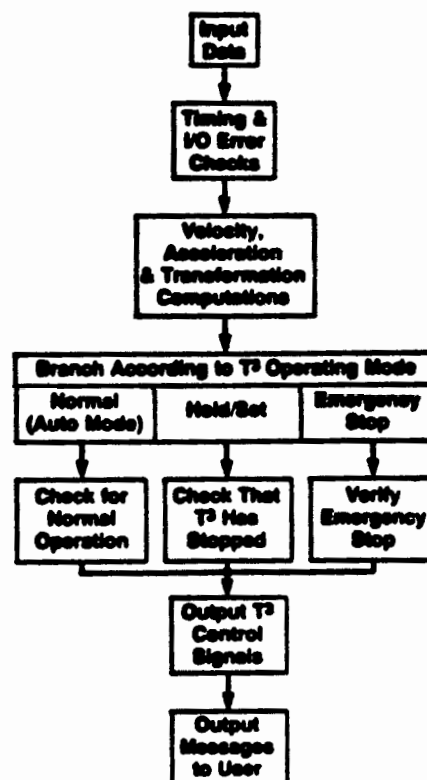 Input
Data
Timing &
I/O Error
Checks
Velocity,
Acceleration
& Transformation
Computations
Branch According to T³ Operating Mode
Normal
(Auto Mode)
Hold/Set
Emergency
Stop
Check for
Normal
Operation
Check That
T³ Has
Stopped
Verify
Emergency
Stop
Output T³
Control
Signals
Output
Messages
to User